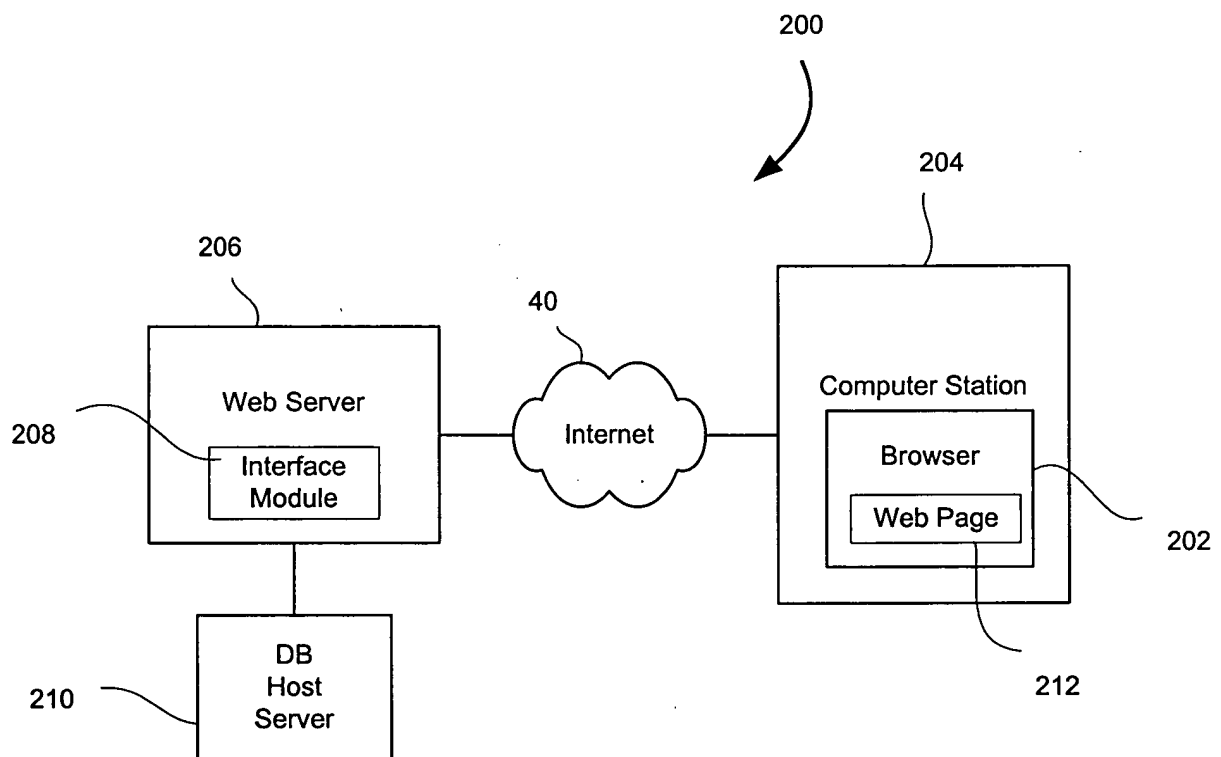 200
204
206
40
Computer Station
Web Server
Internet
208
Interface
Module
Browser
Web Page
202
DB
Host
Server
210
212